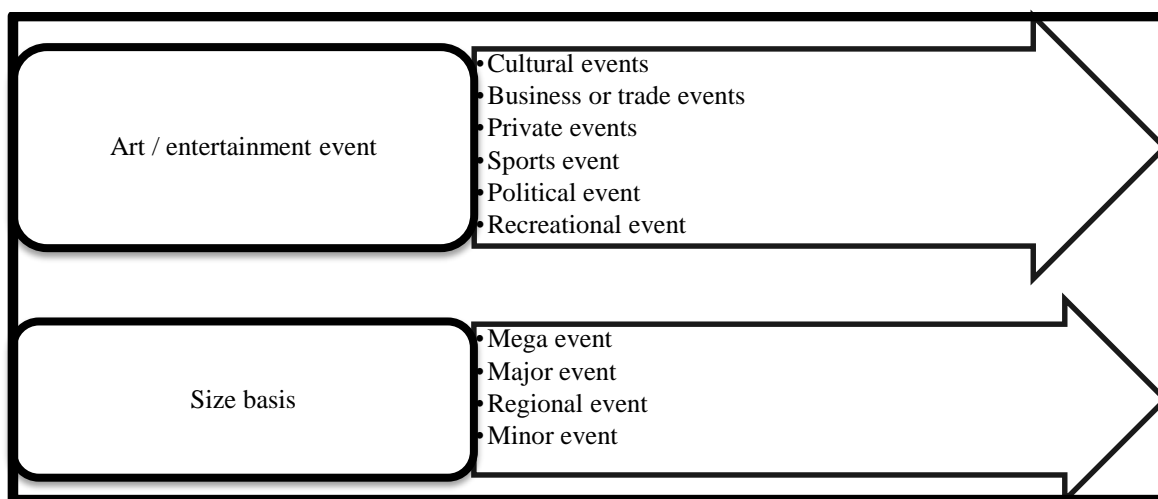 Art / entertainment event
•Cultural events
•Business or trade events
•Private events
•Sports event
•Political event
•Recreational event
Size basis
•Mega event
•Major event
•Regional event
•Minor event